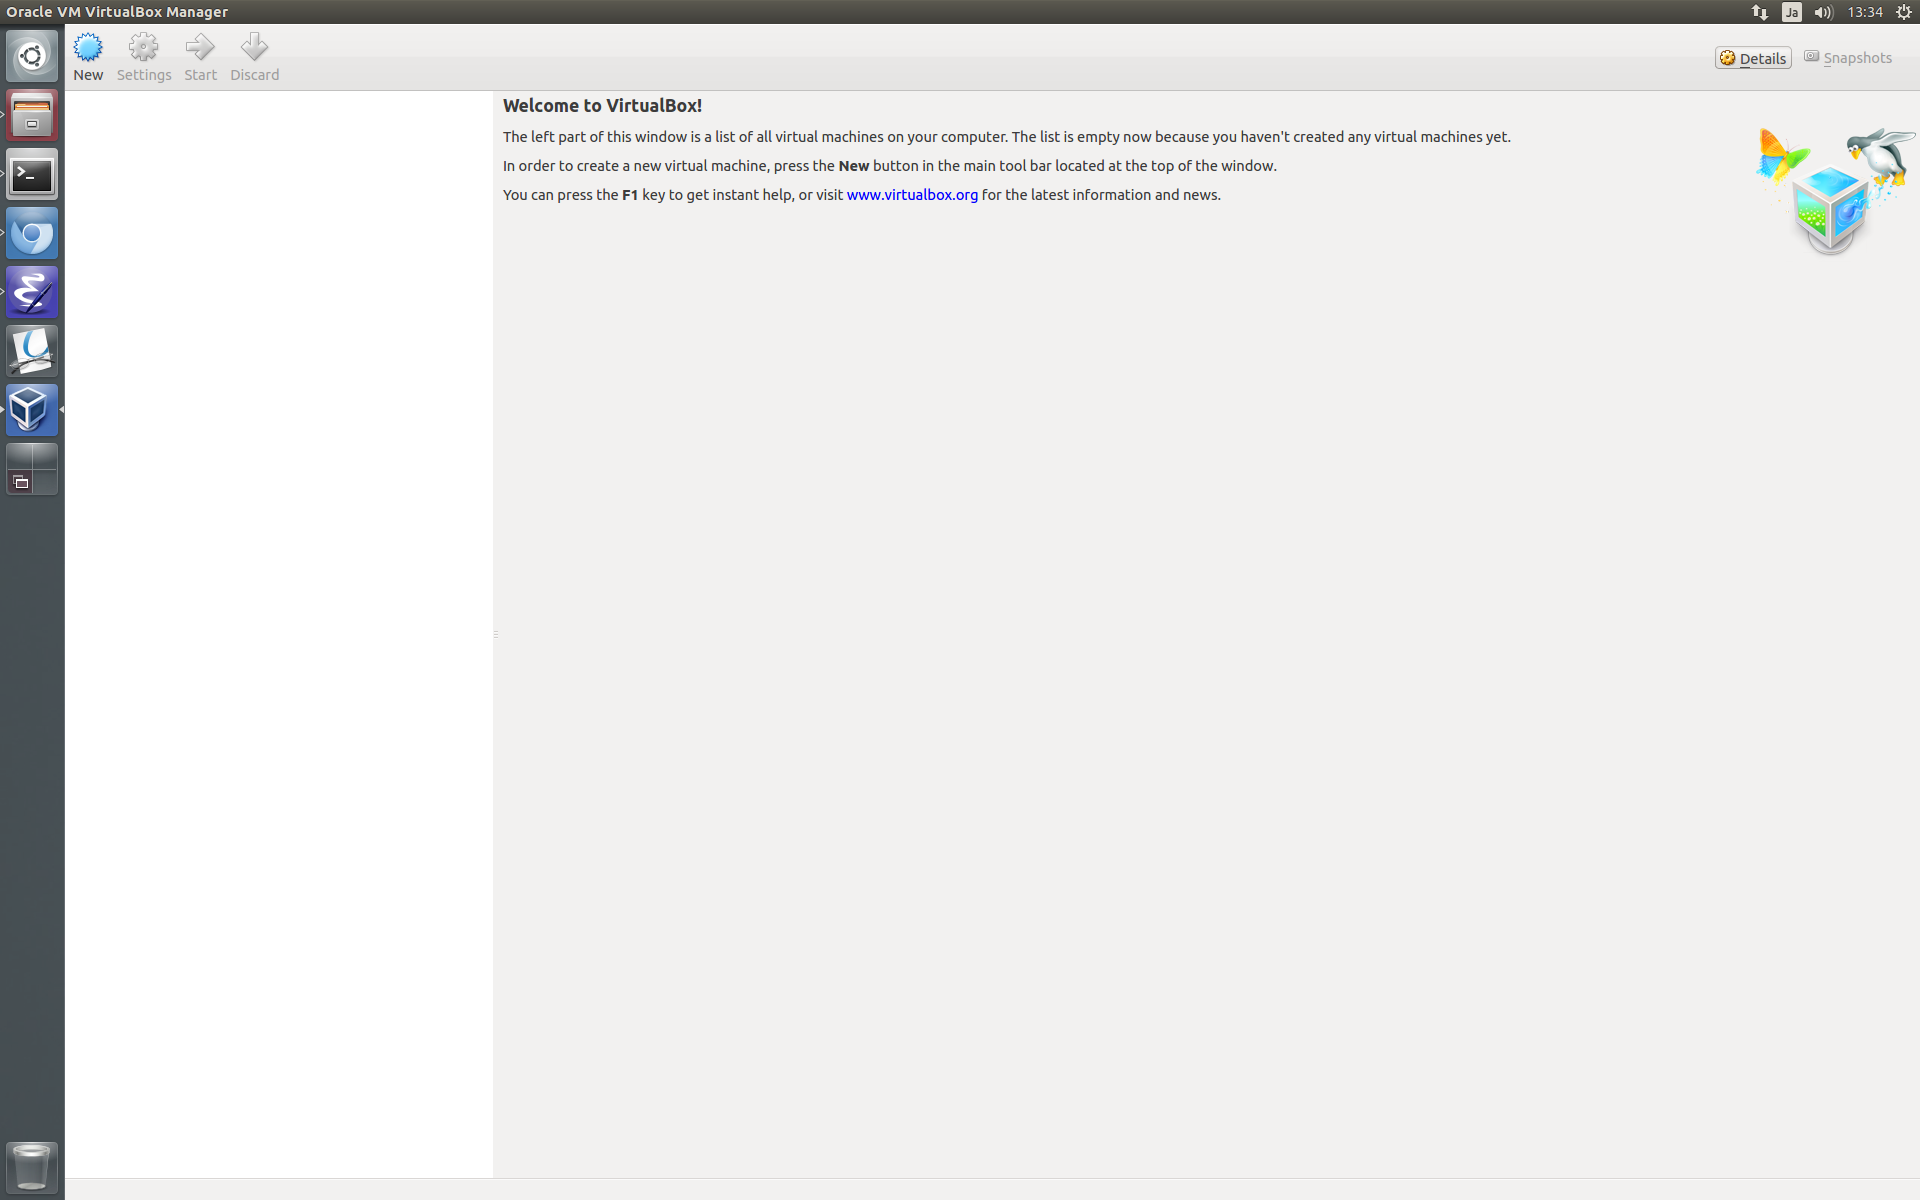 Oracle VM VirtualBox Manager
Ja
13:34
New
Settings
Start
Discard
Details
Snapshots
Welcome to VirtualBox!
The left part of this window is a list of all virtual machines on your computer. The list is empty now because you haven't created any virtual machines yet.
In order to create a new virtual machine, press the New button in the main tool bar located at the top of the window.
You can press the F1 key to get instant help, or visit www.virtualbox.org for the latest information and news.